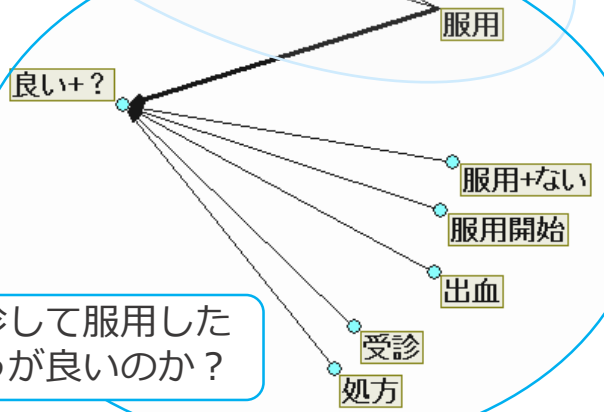 服用
良い+？
服用+ない
服用開始
出血
受診
処方
して服用した
が良いのか？